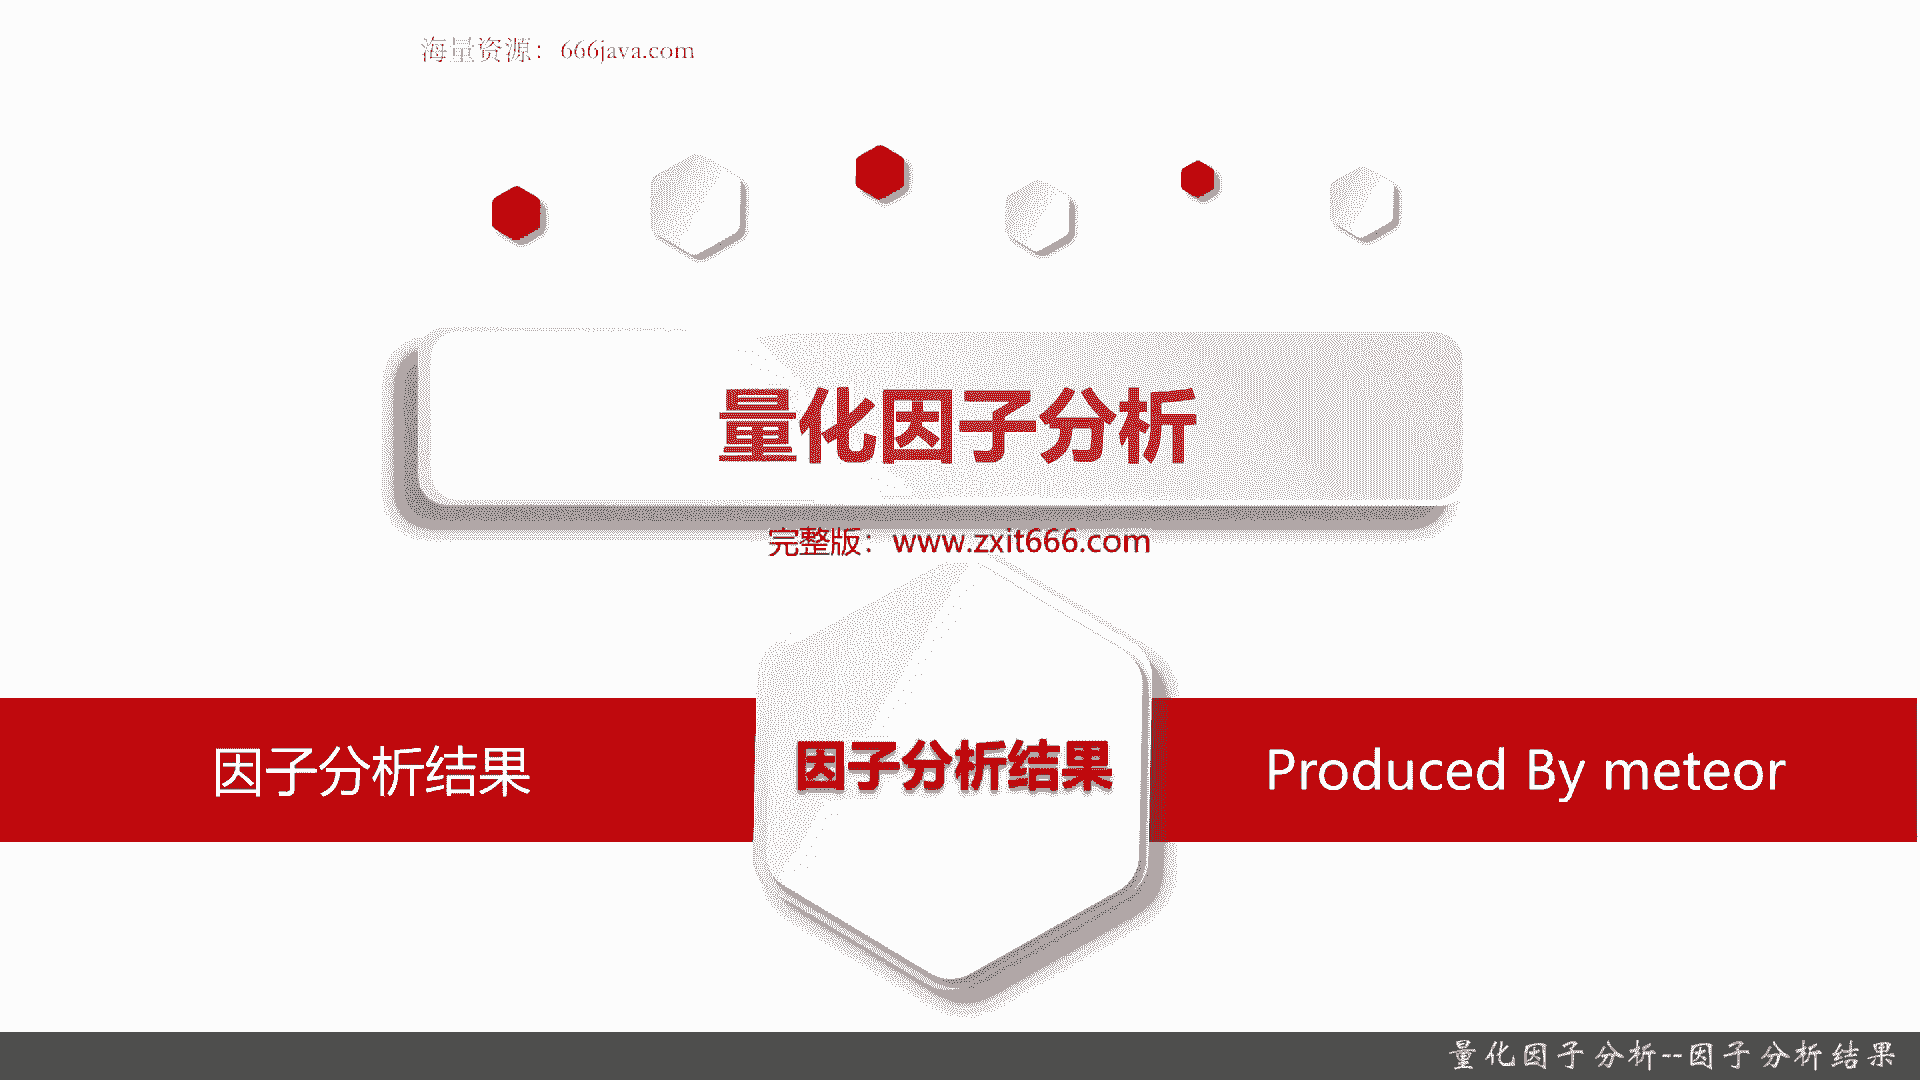 海量资源：666java.com
量化因子分析
完整版：www.zxit666.com
因子分析结果
因子分析结果
Produced By meteor
量化因子分析--因子分析结果